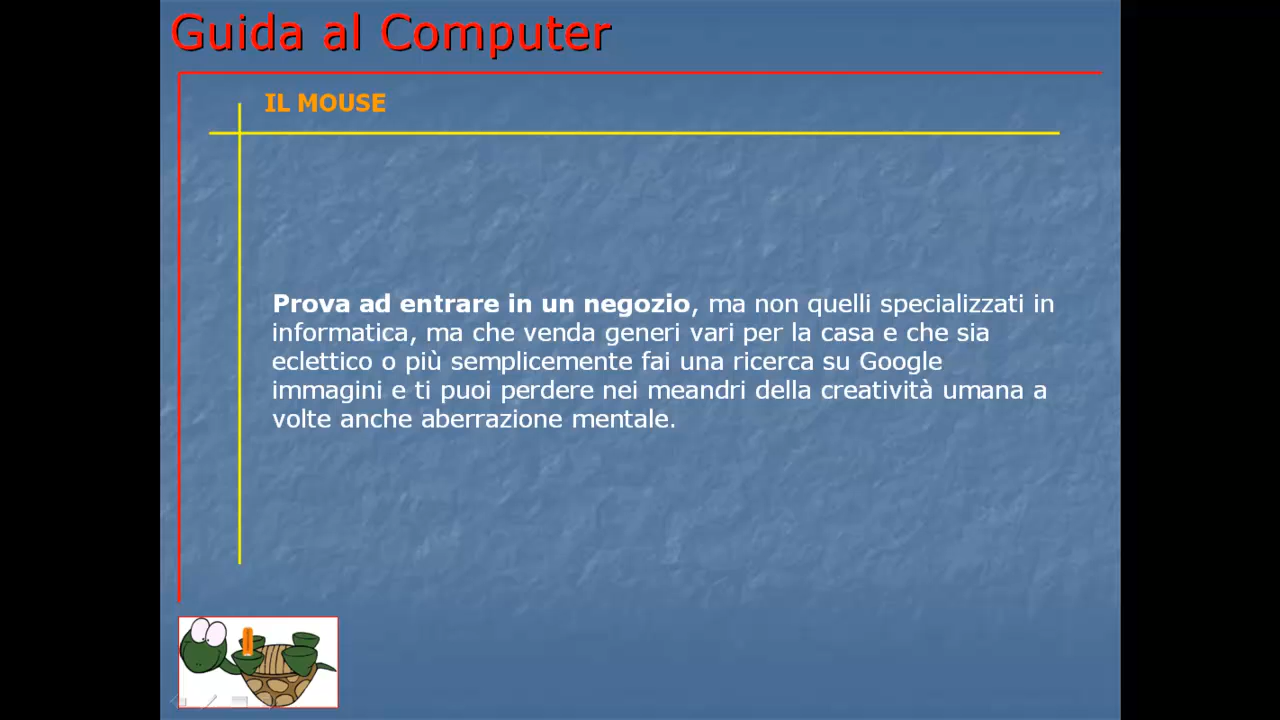 Guida al Computer
IL MOUSE
Prova ad entrare in un negozio, ma non quelli specializzati in
informatica, ma che venda generi vari per la casa e che sia
eclettico o più semplicemente fai una ricerca su Google
immagini e ti puoi perdere nei meandri della creatività umana a
volte anche aberrazione mentale.